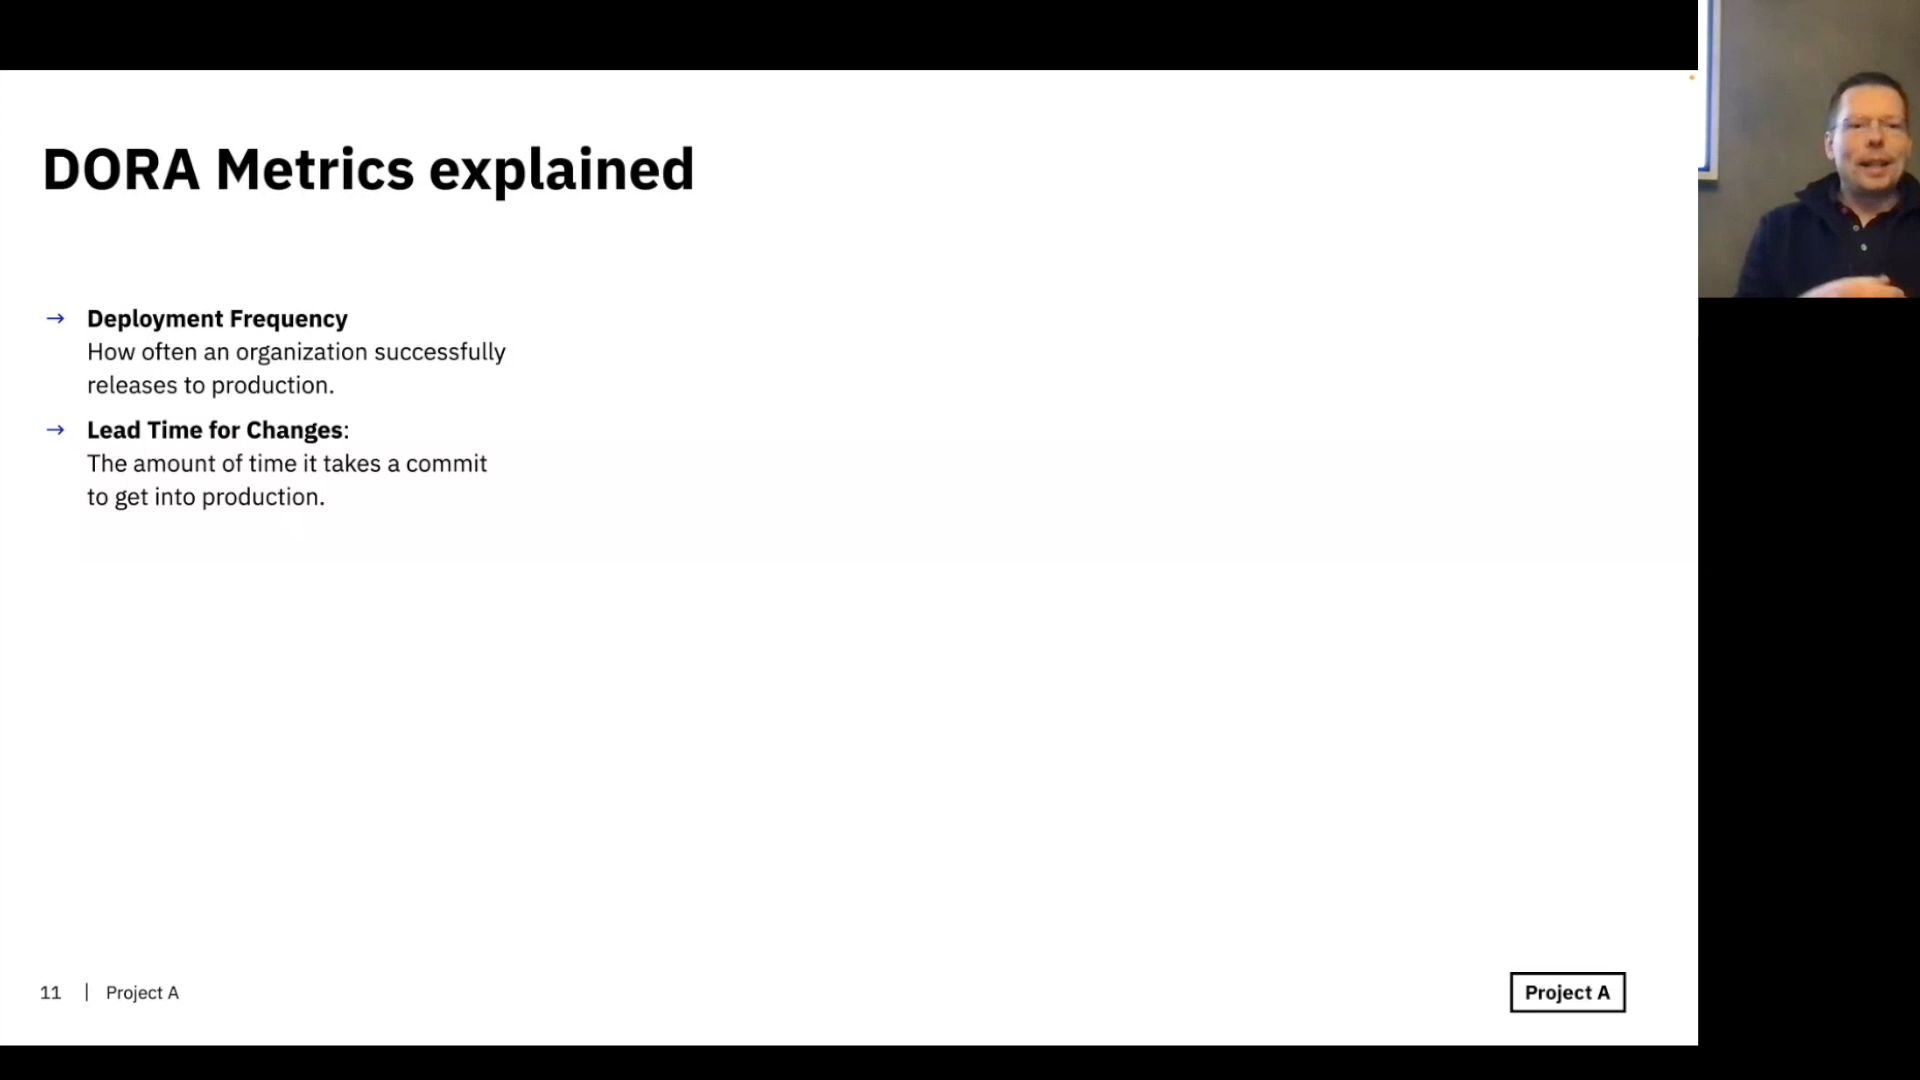 DORA Metrics explained
→ Deployment Frequency
How often an organization successfully
releases to production.
→ Lead Time for Changes:
The amount of time it takes a commit
to get into production.
11 | Project A
Project A